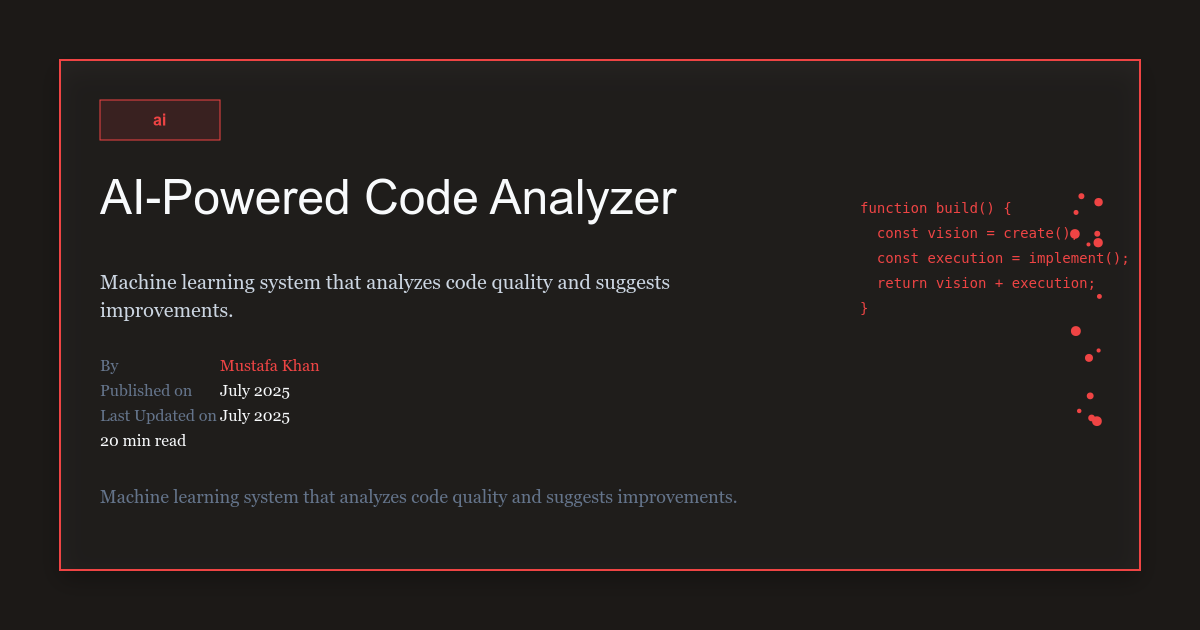 ai
AI-Powered Code Analyzer
Machine learning system that analyzes code quality and suggests
improvements.
By Mustafa Khan
Published on July 2025
Last Updated on July 2025
20 min read
Machine learning system that analyzes code quality and suggests improvements.
function build() {
  const vision = create();
  const execution = implement();
  return vision + execution;
}